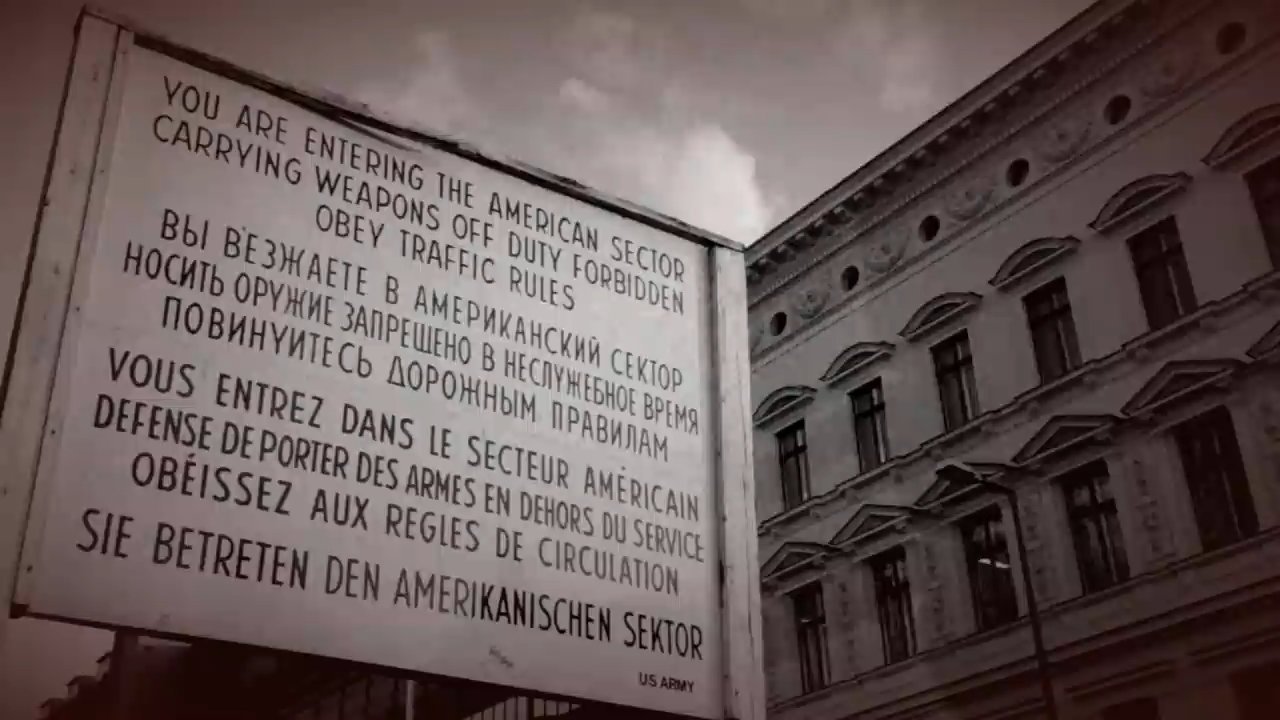 YOU ARE ENTERING THE AMERICAN SECTOR
CARRYING WEAPONS OFF DUTY FORBIDDEN
OBEY TRAFFIC RULES
ВЫ В'ЕЗЖАЕТЕ В АМЕРИКАНСКИЙ СЕКТОР
НОСИТЬ ОРУЖИЕ ЗАПРЕЩЕНО В НЕСЛУЖЕБНОЕ ВРЕМЯ
ПОВИНУИТЕСЬ ДОРОЖНЫМ ПРАВИЛАМ
VOUS ENTREZ DANS LE SECTEUR AMÉRICAIN
DEFENSE DE PORTER DES ARMES EN DEHORS DU SERVICE
OBÉISSEZ AUX REGLES DE CIRCULATION
SIE BETRETEN DEN AMERIKANISCHEN SEKTOR
US ARMY